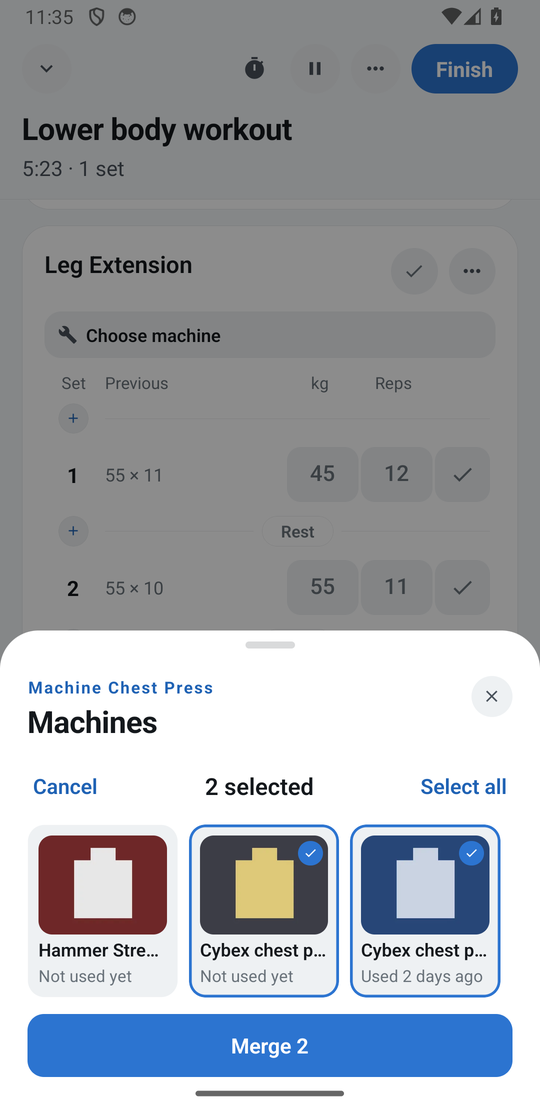 11:35
Finish
Lower body workout
5:23 · 1 set
Leg Extension
Choose machine
Set Previous kg Reps
+
1 55 × 11 45 12
+ Rest
2 55 × 10 55 11
Machine Chest Press
Machines
Cancel 2 selected Select all
Hammer Stre... Cybex chest p... Cybex chest p...
Not used yet Not used yet Used 2 days ago
Merge 2